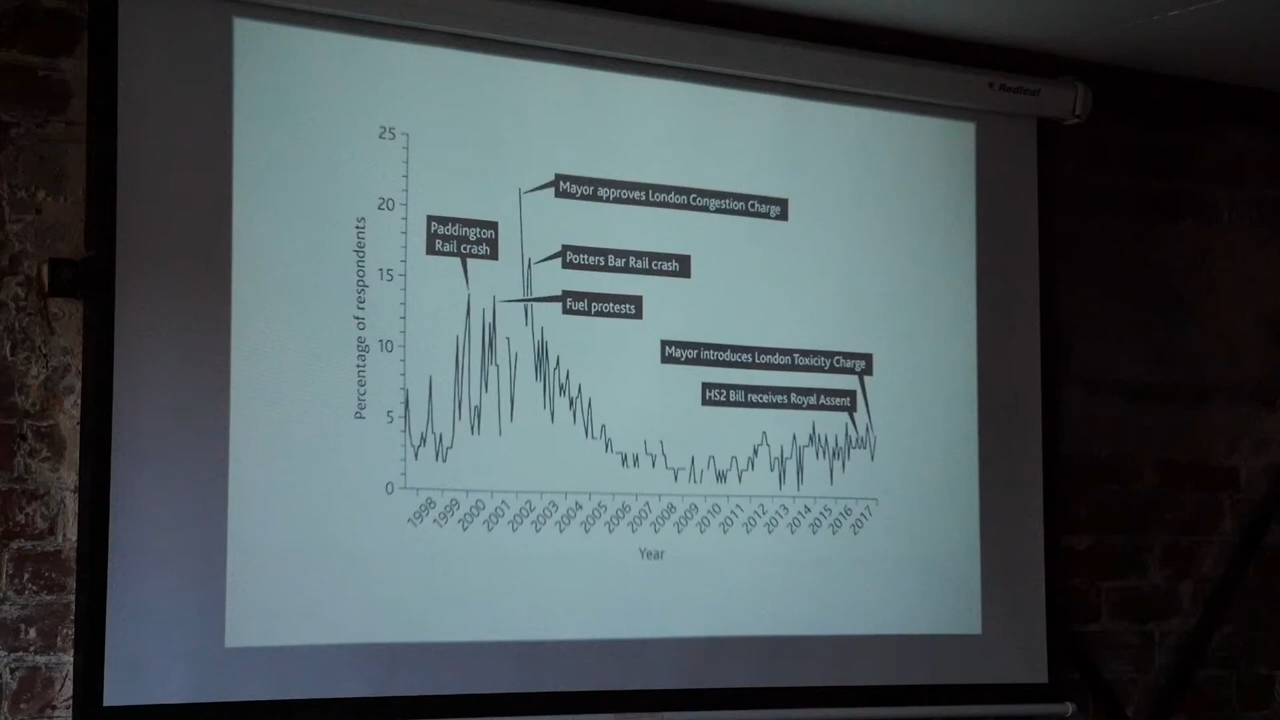 Redleaf
25
20
15
10
5
0
Percentage of respondents
Mayor approves London Congestion Charge
Paddington
Rail crash
Potters Bar Rail crash
Fuel protests
Mayor introduces London Toxicity Charge
HS2 Bill receives Royal Assent
1998
1999
2000
2001
2002
2003
2004
2005
2006
2007
2008
2009
2010
2011
2012
2013
2014
2015
2016
2017
Year